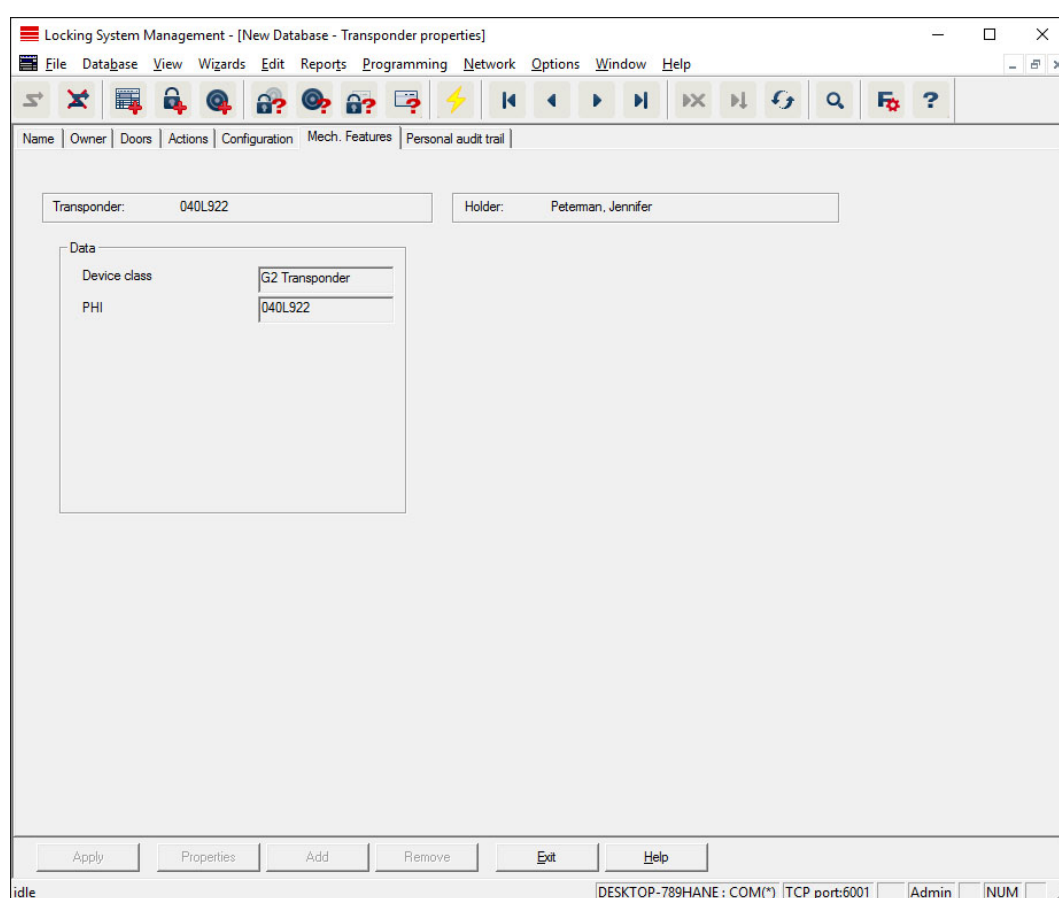 Locking System Management - [New Database - Transponder properties]
File Database View Wizards Edit Reports Programming Network Options Window Help
Name Owner Doors Actions Configuration Mech. Features Personal audit trail
Transponder: 040L922 Holder: Peterman, Jennifer
Data
Device class G2 Transponder
PHI 040L922
Apply Properties Add Remove Exit Help
idle DESKTOP-789HANE : COM(*) TCP port:6001 Admin NUM